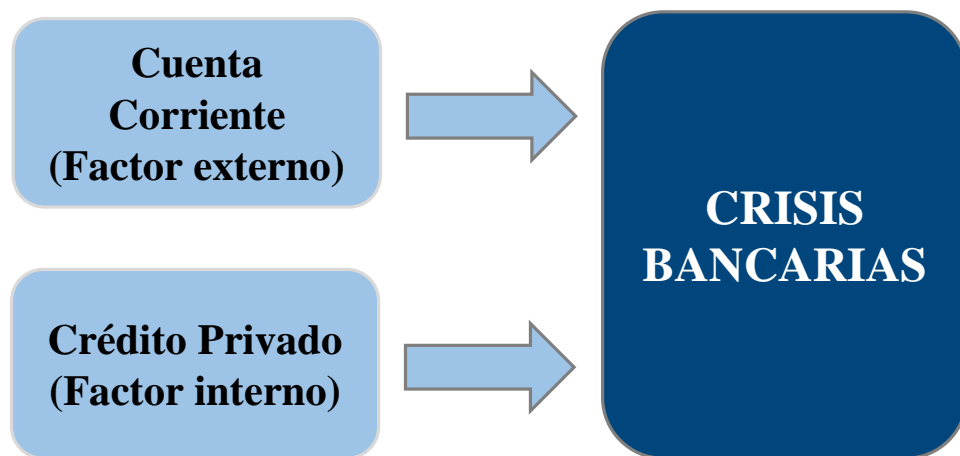 Cuenta
Corriente
(Factor externo)
CRISIS
BANCARIAS
Crédito Privado
(Factor interno)